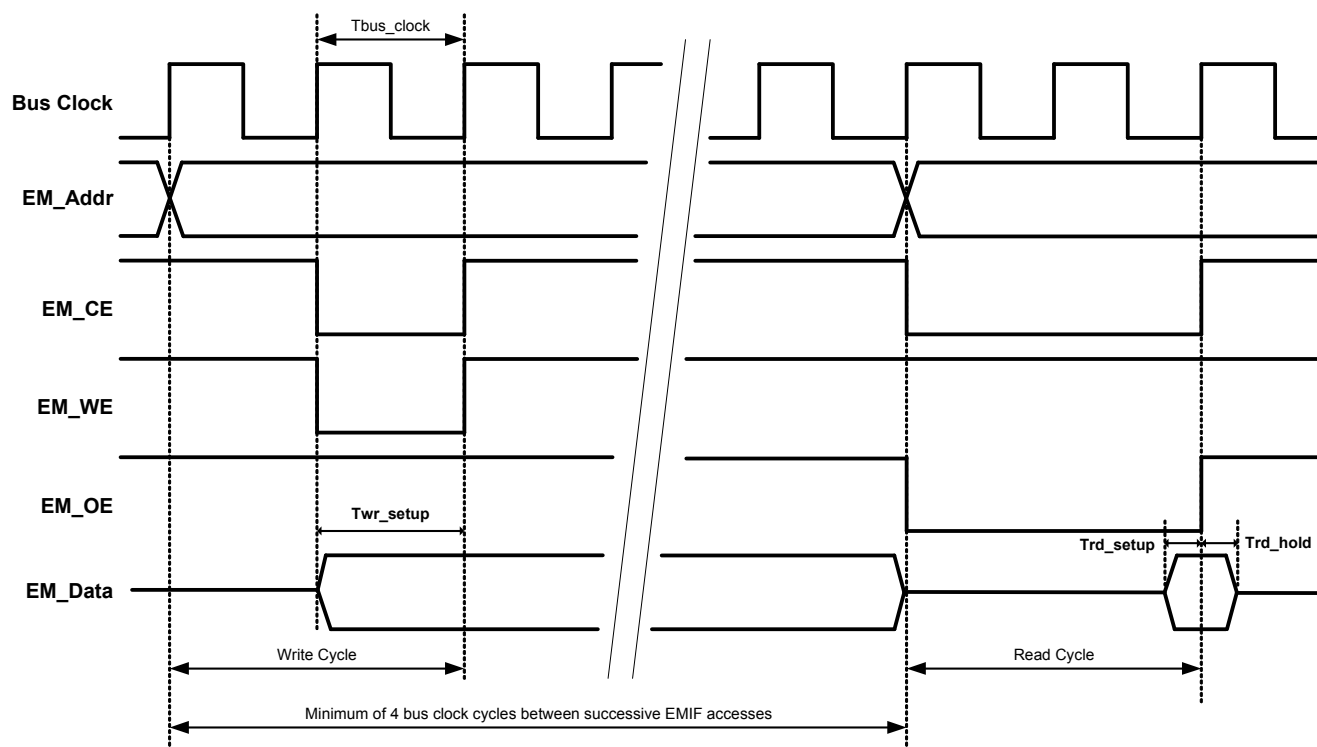 Tbus_clock
Bus Clock
EM_Addr
EM_CE
EM_WE
EM_OE
Twr_setup
Trd_setup
Trd_hold
EM_Data
Write Cycle
Read Cycle
Minimum of 4 bus clock cycles between successive EMIF accesses